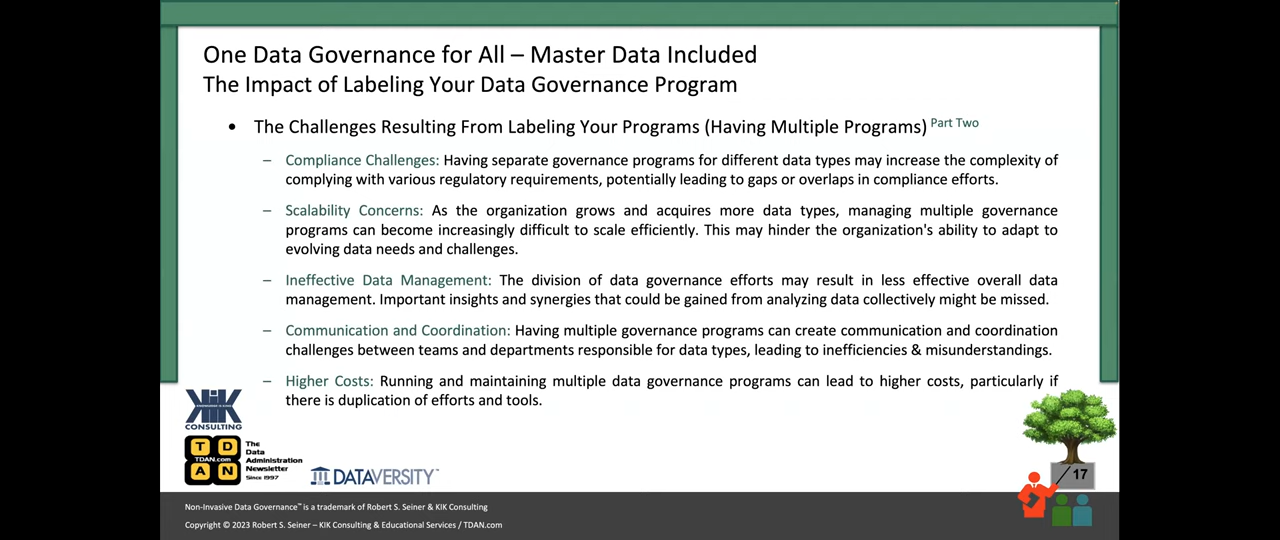 One Data Governance for All – Master Data Included
The Impact of Labeling Your Data Governance Program
• The Challenges Resulting From Labeling Your Programs (Having Multiple Programs) Part Two
– Compliance Challenges: Having separate governance programs for different data types may increase the complexity of
complying with various regulatory requirements, potentially leading to gaps or overlaps in compliance efforts.
– Scalability Concerns: As the organization grows and acquires more data types, managing multiple governance
programs can become increasingly difficult to scale efficiently. This may hinder the organization's ability to adapt to
evolving data needs and challenges.
– Ineffective Data Management: The division of data governance efforts may result in less effective overall data
management. Important insights and synergies that could be gained from analyzing data collectively might be missed.
– Communication and Coordination: Having multiple governance programs can create communication and coordination
challenges between teams and departments responsible for data types, leading to inefficiencies & misunderstandings.
– Higher Costs: Running and maintaining multiple data governance programs can lead to higher costs, particularly if
there is duplication of efforts and tools.
KIK
CONSULTING
T D
TDAN.com
A N
The
Data
Administration
Newsletter
Since 1997
DATAVERSITY™
17
Non-Invasive Data Governance™ is a trademark of Robert S. Seiner & KIK Consulting
Copyright © 2023 Robert S. Seiner – KIK Consulting & Educational Services / TDAN.com